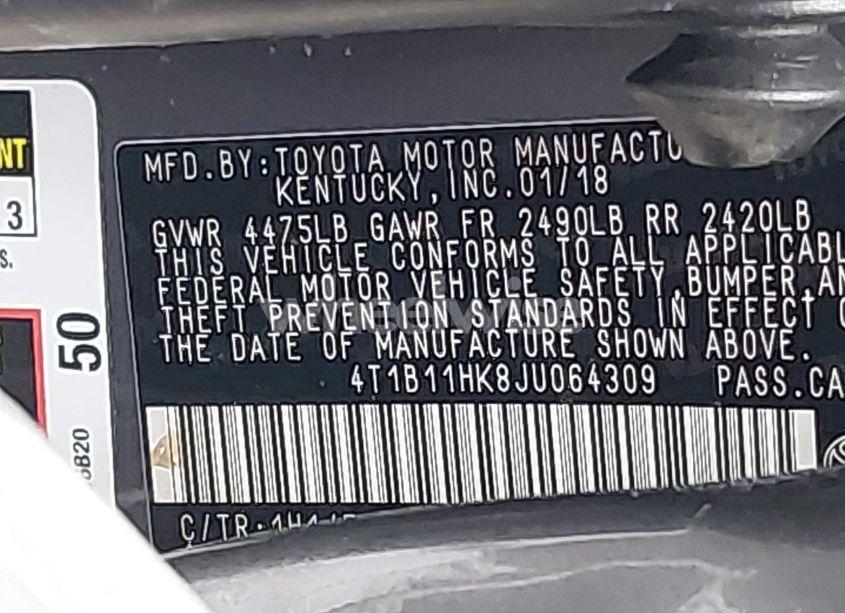 NT
3
S.
50
MFD.BY:TOYOTA MOTOR MANUFACTU
KENTUCKY,INC.01/18
GVWR 4475LB GAWR FR 2490LB RR 2420LB
THIS VEHICLE CONFORMS TO ALL APPLICABL
FEDERAL MOTOR VEHICLE SAFETY,BUMPER,AN
THEFT PREVENTION STANDARDS IN EFFECT O
THE DATE OF MANUFACTURE SHOWN ABOVE.
4T1B11HK8JU064309 PASS.CA
C/TR: